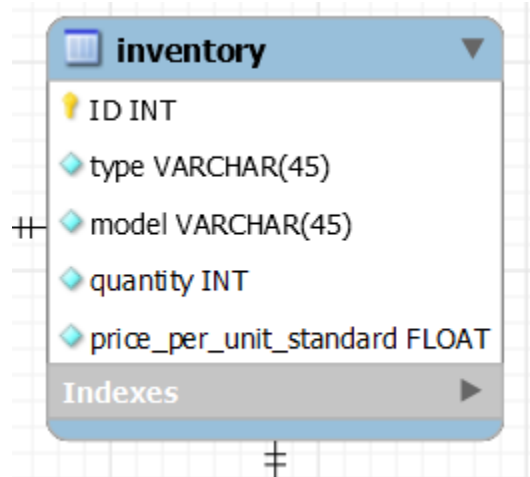 inventory
ID INT
type VARCHAR(45)
model VARCHAR(45)
quantity INT
price_per_unit_standard FLOAT
Indexes